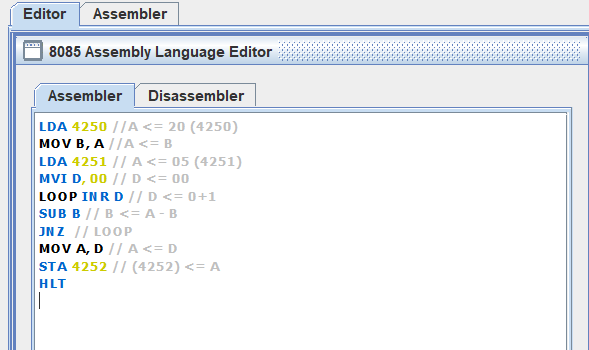 Editor Assembler
8085 Assembly Language Editor
Assembler Disassembler
LDA 4250 //A <= 20 (4250)
MOV B, A //A <= B
LDA 4251 // A <= 05 (4251)
MVI D, 00 // D <= 00
LOOP INR D // D <= 0+1
SUB B // B <= A - B
JNZ // LOOP
MOV A, D // A <= D
STA 4252 // (4252) <= A
HLT